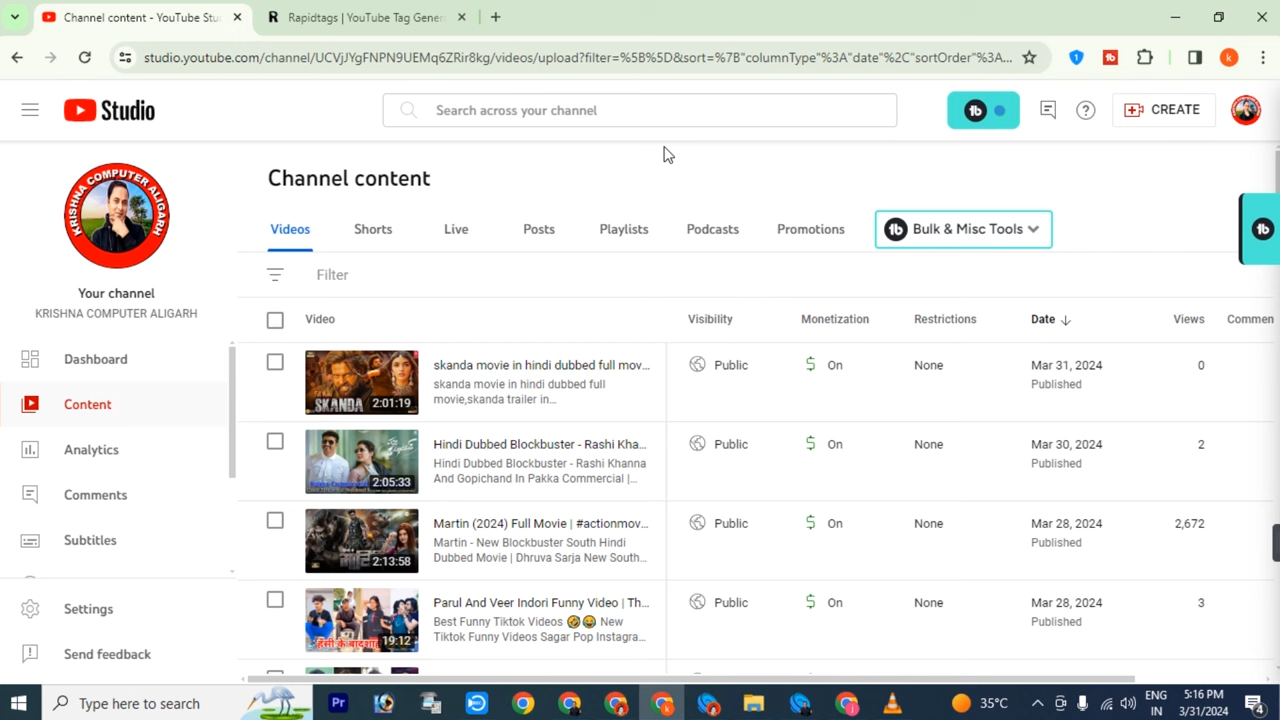 Channel content - YouTube Stu
Rapidtags | YouTube Tag Gener
studio.youtube.com/channel/UCVjJYgFNPN9UEMq6ZRir8kg/videos/upload?filter=%5B%5D&sort=%7B"columnType"%3A"date"%2C"sortOrder"%3A...
k
Studio
Search across your channel
CREATE
KRISHNA COMPUTER ALIGARH
Your channel
KRISHNA COMPUTER ALIGARH
Dashboard
Content
Analytics
Comments
Subtitles
Settings
Send feedback
Channel content
Videos Shorts Live Posts Playlists Podcasts Promotions Bulk & Misc Tools
Filter
Video Visibility Monetization Restrictions Date Views Commen
SKANDA
2:01:19
skanda movie in hindi dubbed full mov...
skanda movie in hindi dubbed full
movie,skanda trailer in...
Public On None Mar 31, 2024 0
Published
2:05:33
Hindi Dubbed Blockbuster - Rashi Kha...
Hindi Dubbed Blockbuster - Rashi Khanna
And Gopichand In Pakka Commercial |...
Public On None Mar 30, 2024 2
Published
2:13:58
Martin (2024) Full Movie | #actionmov...
Martin - New Blockbuster South Hindi
Dubbed Movie | Dhruva Sarja New South...
Public On None Mar 28, 2024 2,672
Published
हंसी के बादशाह
19:12
Parul And Veer Indori Funny Video | Th...
Best Funny Tiktok Videos 🤣😂 New
Tiktok Funny Videos Sagar Pop Instagra...
Public On None Mar 28, 2024 3
Published
Type here to search
Pr
35°C
ENG
IN
5:16 PM
3/31/2024
4